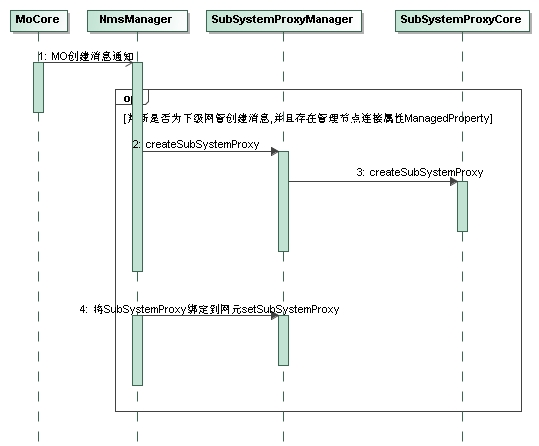 MoCore
NmsManager
SubSystemProxyManager
SubSystemProxyCore
1: MO创建消息通知
op
[判断是否为下级网管创建消息,并且存在管理节点连接属性ManagedProperty]
2: createSubSystemProxy
3: createSubSystemProxy
4: 将SubSystemProxy绑定到网元setSubSystemProxy